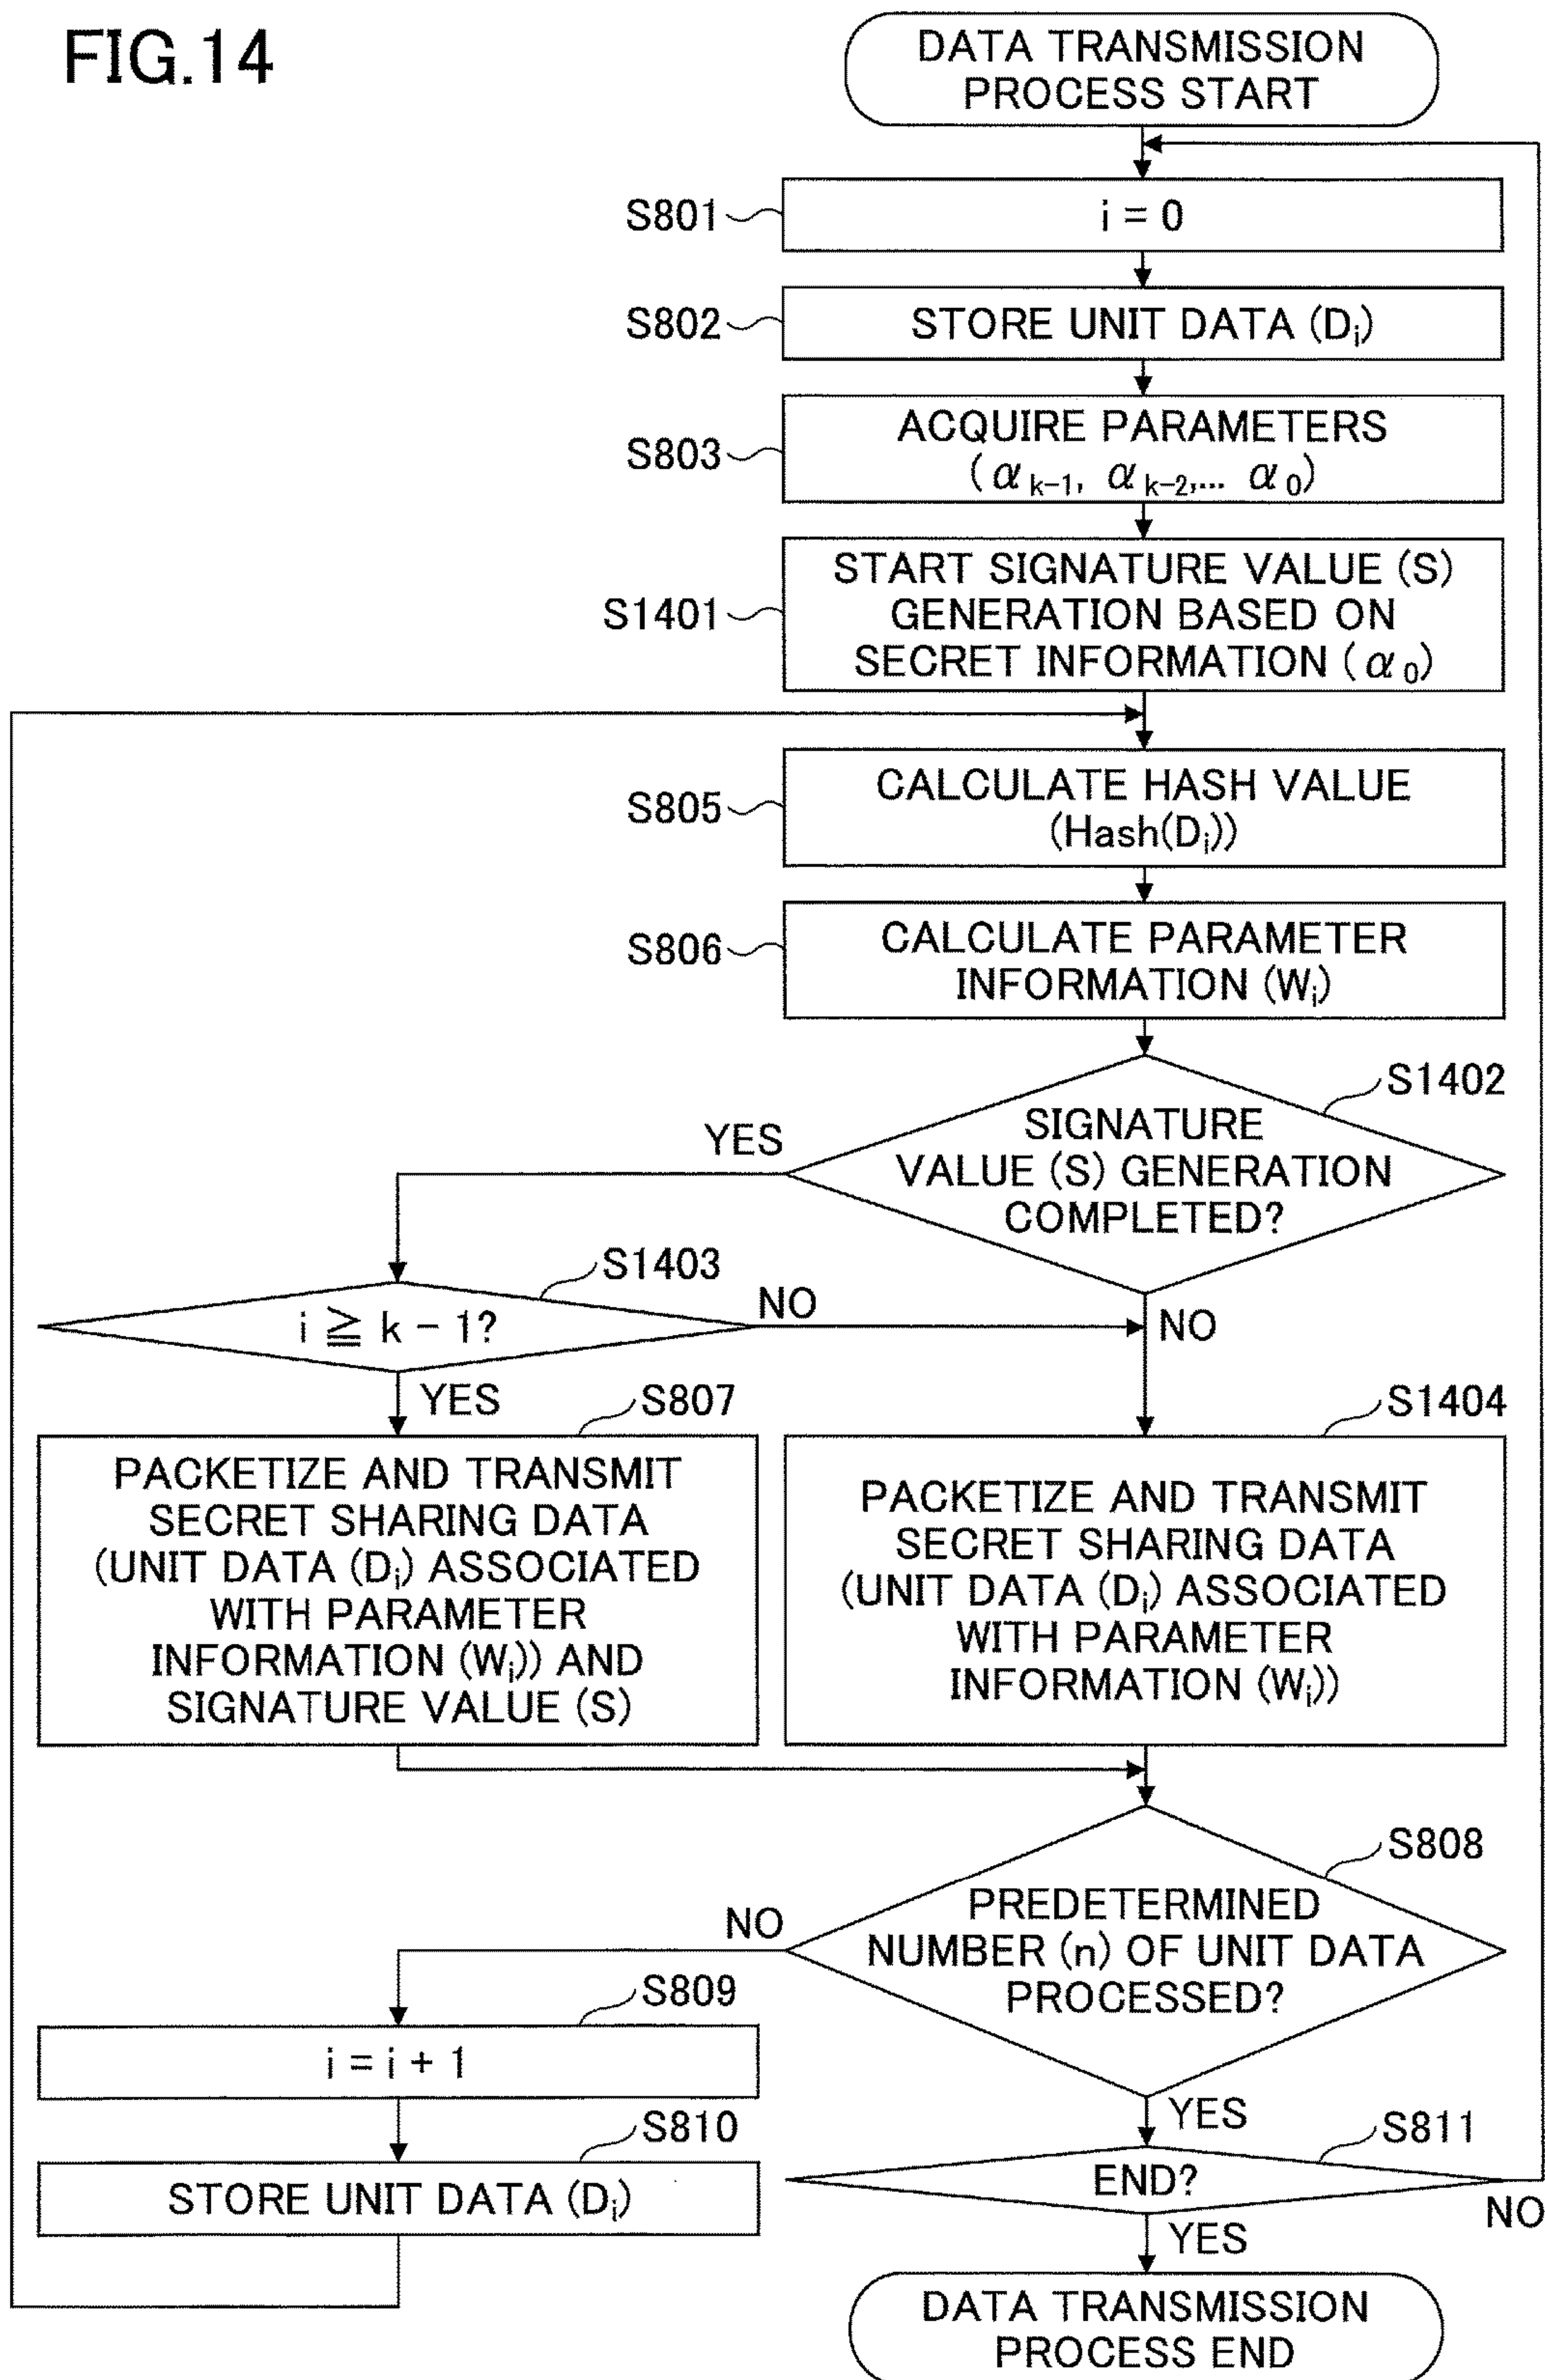 FIG.14
DATA TRANSMISSION
PROCESS START
S801
i = 0
S802
STORE UNIT DATA (Di)
S803
ACQUIRE PARAMETERS
(αk-1, αk-2,... α0)
S1401
START SIGNATURE VALUE (S)
GENERATION BASED ON
SECRET INFORMATION (α0)
S805
CALCULATE HASH VALUE
(Hash(Di))
S806
CALCULATE PARAMETER
INFORMATION (Wi)
S1402
SIGNATURE
VALUE (S) GENERATION
COMPLETED?
YES
NO
S1403
i ≧ k - 1?
NO
YES
S807
PACKETIZE AND TRANSMIT
SECRET SHARING DATA
(UNIT DATA (Di) ASSOCIATED
WITH PARAMETER
INFORMATION (Wi)) AND
SIGNATURE VALUE (S)
S1404
PACKETIZE AND TRANSMIT
SECRET SHARING DATA
(UNIT DATA (Di) ASSOCIATED
WITH PARAMETER
INFORMATION (Wi))
S808
PREDETERMINED
NUMBER (n) OF UNIT DATA
PROCESSED?
NO
YES
S809
i = i + 1
S810
STORE UNIT DATA (Di)
S811
END?
NO
YES
DATA TRANSMISSION
PROCESS END